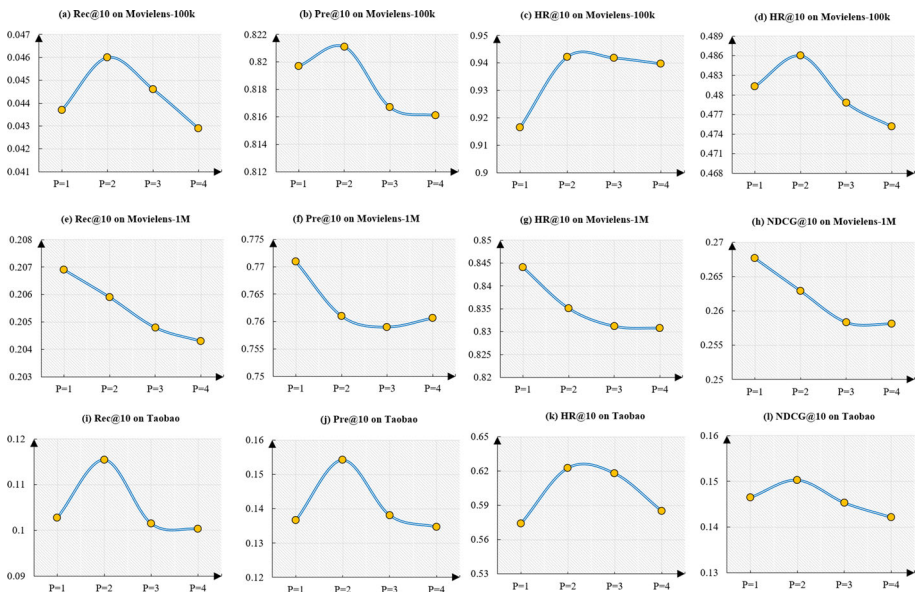 (a) Rec@10 on Movielens-100k
0.047
0.046
0.045
0.044
0.043
0.042
0.041
P=1 P=2 P=3 P=4
(b) Pre@10 on Movielens-100k
0.822
0.82
0.818
0.816
0.814
0.812
P=1 P=2 P=3 P=4
(c) HR@10 on Movielens-100k
0.95
0.94
0.93
0.92
0.91
0.9
P=1 P=2 P=3 P=4
(d) HR@10 on Movielens-100k
0.489
0.486
0.483
0.48
0.477
0.474
0.471
0.468
P=1 P=2 P=3 P=4
(e) Rec@10 on Movielens-1M
0.208
0.207
0.206
0.205
0.204
0.203
P=1 P=2 P=3 P=4
(f) Pre@10 on Movielens-1M
0.775
0.77
0.765
0.76
0.755
0.75
P=1 P=2 P=3 P=4
(g) HR@10 on Movielens-1M
0.85
0.845
0.84
0.835
0.83
0.825
0.82
P=1 P=2 P=3 P=4
(h) NDCG@10 on Movielens-1M
0.27
0.265
0.26
0.255
0.25
P=1 P=2 P=3 P=4
(i) Rec@10 on Taobao
0.12
0.11
0.1
0.09
P=1 P=2 P=3 P=4
(j) Pre@10 on Taobao
0.16
0.15
0.14
0.13
0.12
P=1 P=2 P=3 P=4
(k) HR@10 on Taobao
0.65
0.62
0.59
0.56
0.53
P=1 P=2 P=3 P=4
(l) NDCG@10 on Taobao
0.16
0.15
0.14
0.13
P=1 P=2 P=3 P=4